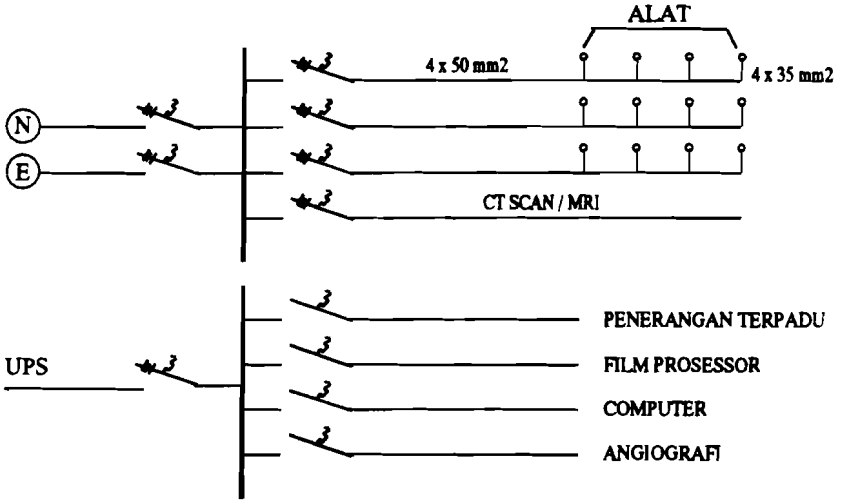 ALAT
4 x 50 mm2
4 x 35 mm2
N
E
CT SCAN / MRI
PENERANGAN TERPADU
UPS
FILM PROSESSOR
COMPUTER
ANGIOGRAFI